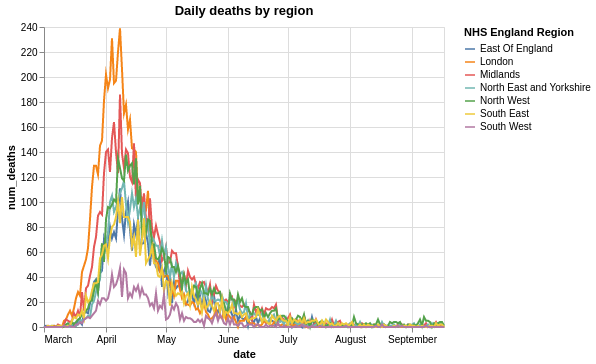 Daily deaths by region
num_deaths
240
220
200
180
160
140
120
100
80
60
40
20
0
March April May June July August September
date
NHS England Region
East Of England
London
Midlands
North East and Yorkshire
North West
South East
South West